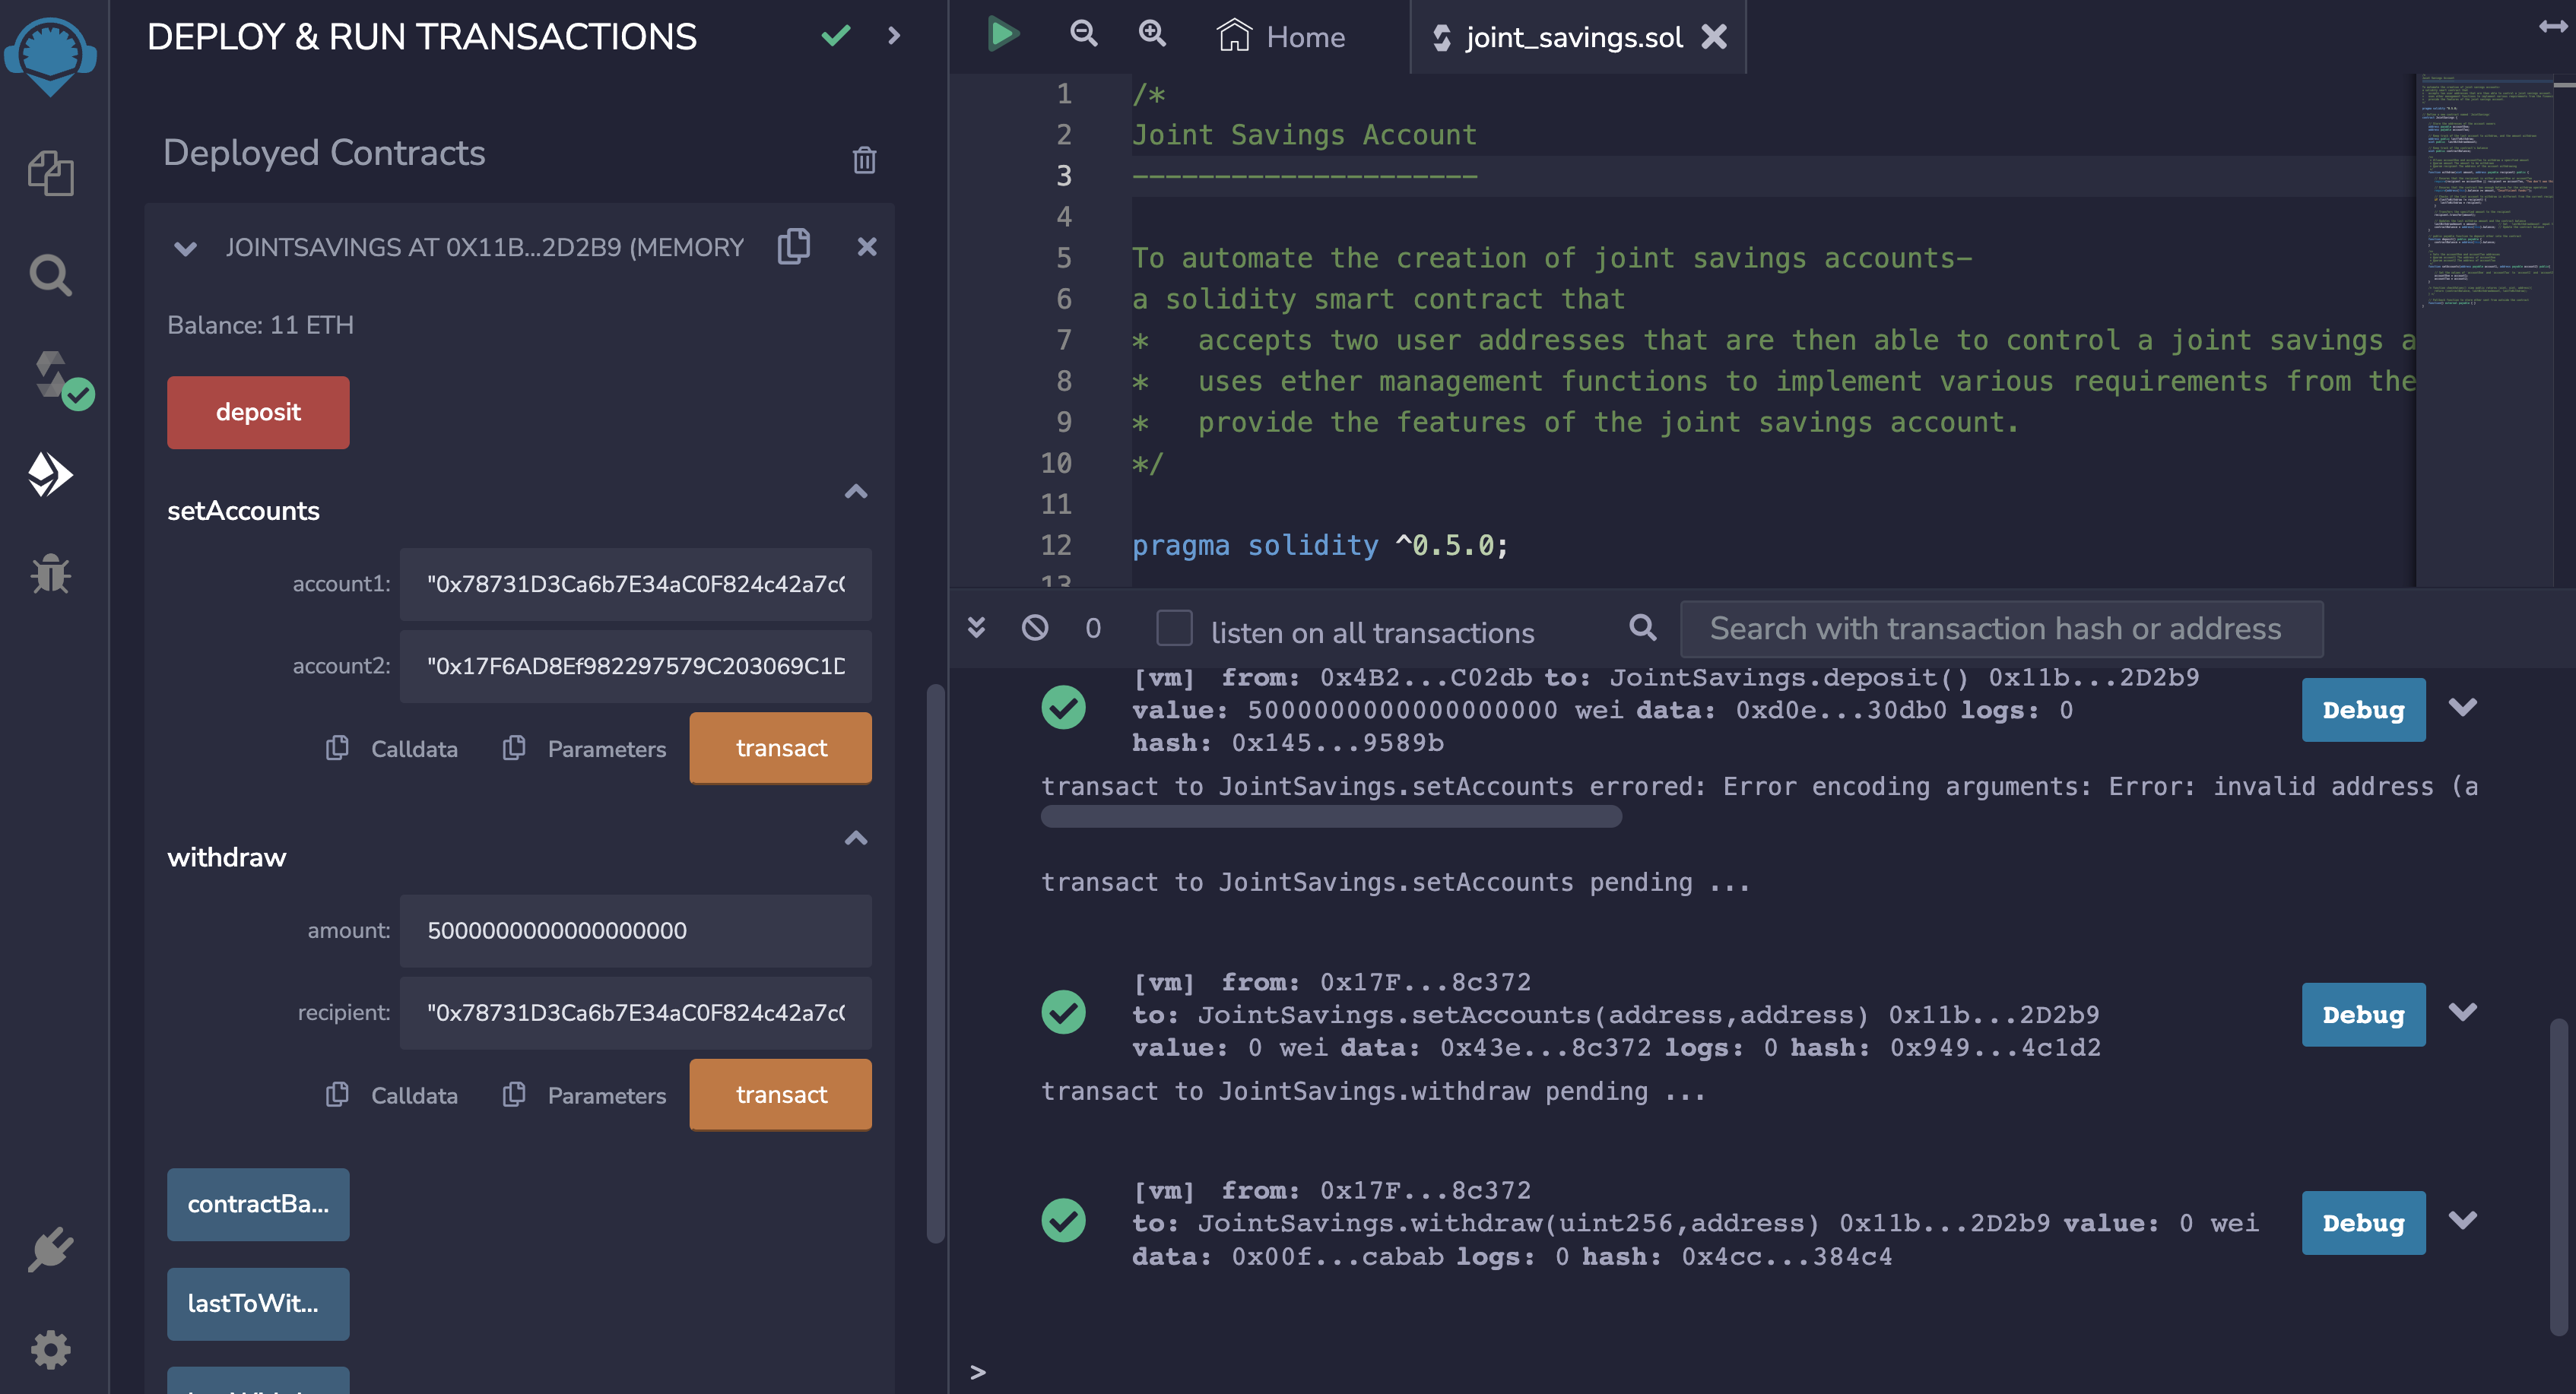 DEPLOY & RUN TRANSACTIONS
Deployed Contracts
JOINTSAVINGS AT 0X11B...2D2B9 (MEMORY
Balance: 11 ETH
deposit
setAccounts
account1: "0x78731D3Ca6b7E34aC0F824c42a7c
account2: "0x17F6AD8Ef982297579C203069C1D
Calldata Parameters transact
withdraw
amount: 5000000000000000000
recipient: "0x78731D3Ca6b7E34aC0F824c42a7c
Calldata Parameters transact
contractBa...
lastToWit...
Home joint_savings.sol
1 /*
2 Joint Savings Account
3 ---------------------
4
5 To automate the creation of joint savings accounts-
6 a solidity smart contract that
7 *   accepts two user addresses that are then able to control a joint savings a
8 *   uses ether management functions to implement various requirements from the
9 *   provide the features of the joint savings account.
10 */
11
12 pragma solidity ^0.5.0;
13
0 listen on all transactions Search with transaction hash or address
[vm] from: 0x4B2...C02db to: JointSavings.deposit() 0x11b...2D2b9
value: 5000000000000000000 wei data: 0xd0e...30db0 logs: 0
hash: 0x145...9589b
Debug
transact to JointSavings.setAccounts errored: Error encoding arguments: Error: invalid address (a
transact to JointSavings.setAccounts pending ...
[vm] from: 0x17F...8c372
to: JointSavings.setAccounts(address,address) 0x11b...2D2b9
value: 0 wei data: 0x43e...8c372 logs: 0 hash: 0x949...4c1d2
Debug
transact to JointSavings.withdraw pending ...
[vm] from: 0x17F...8c372
to: JointSavings.withdraw(uint256,address) 0x11b...2D2b9 value: 0 wei
data: 0x00f...cabab logs: 0 hash: 0x4cc...384c4
Debug
>